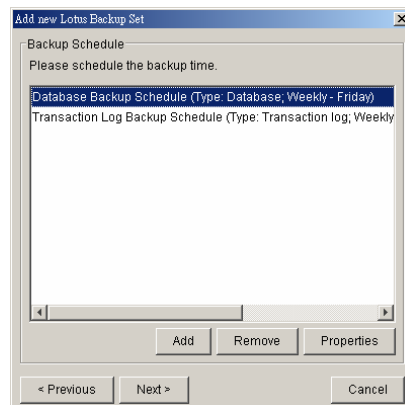 Add new Lotus Backup Set
Backup Schedule
Please schedule the backup time.
Database Backup Schedule (Type: Database; Weekly - Friday)
Transaction Log Backup Schedule (Type: Transaction log; Weekly
Add Remove Properties
< Previous Next > Cancel